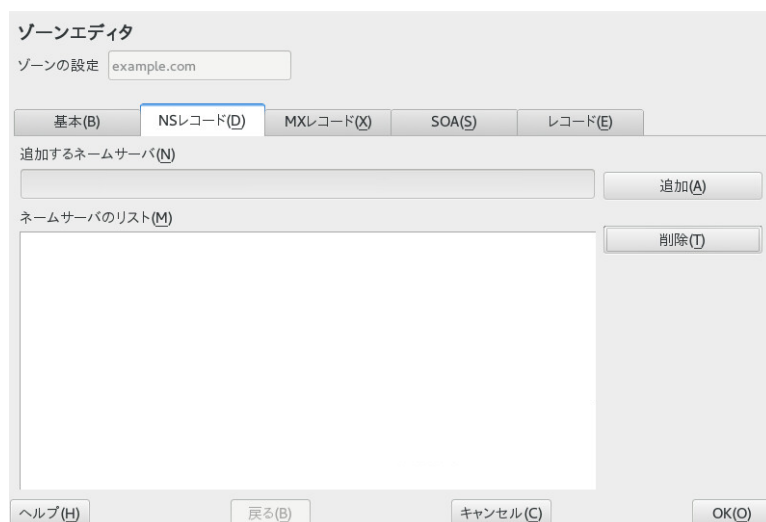 ゾーンエディタ
ゾーンの設定 example.com
基本(B) NSレコード(D) MXレコード(X) SOA(S) レコード(E)
追加するネームサーバ(N)
追加(A)
ネームサーバのリスト(M)
削除(T)
ヘルプ(H) 戻る(B) キャンセル(C) OK(O)